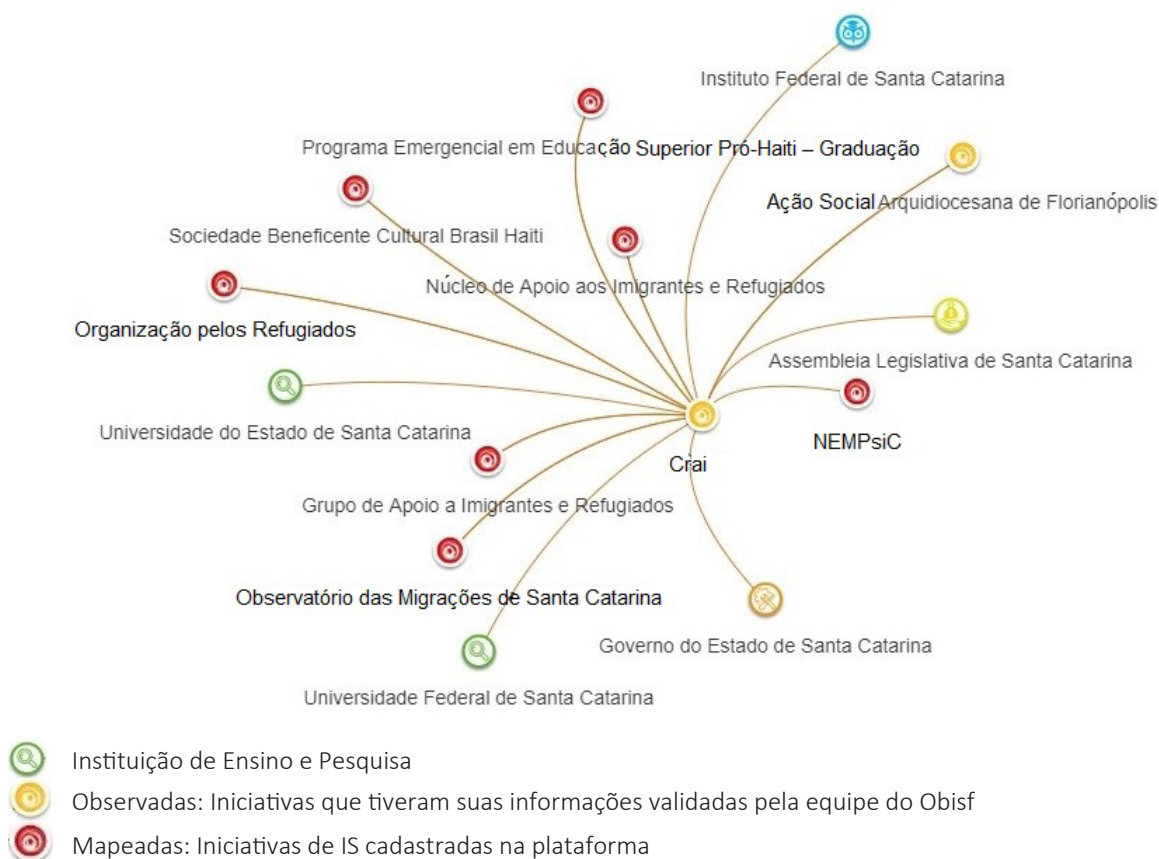 Instituto Federal de Santa Catarina
Programa Emergencial em Educação Superior Pró-Haiti – Graduação
Ação Social Arquidiocesana de Florianópolis
Sociedade Beneficente Cultural Brasil Haiti
Núcleo de Apoio aos Imigrantes e Refugiados
Organização pelos Refugiados
Assembleia Legislativa de Santa Catarina
Universidade do Estado de Santa Catarina
NEMPsiC
Crai
Grupo de Apoio a Imigrantes e Refugiados
Observatório das Migrações de Santa Catarina
Governo do Estado de Santa Catarina
Universidade Federal de Santa Catarina
Instituição de Ensino e Pesquisa
Observadas: Iniciativas que tiveram suas informações validadas pela equipe do Obisf
Mapeadas: Iniciativas de IS cadastradas na plataforma